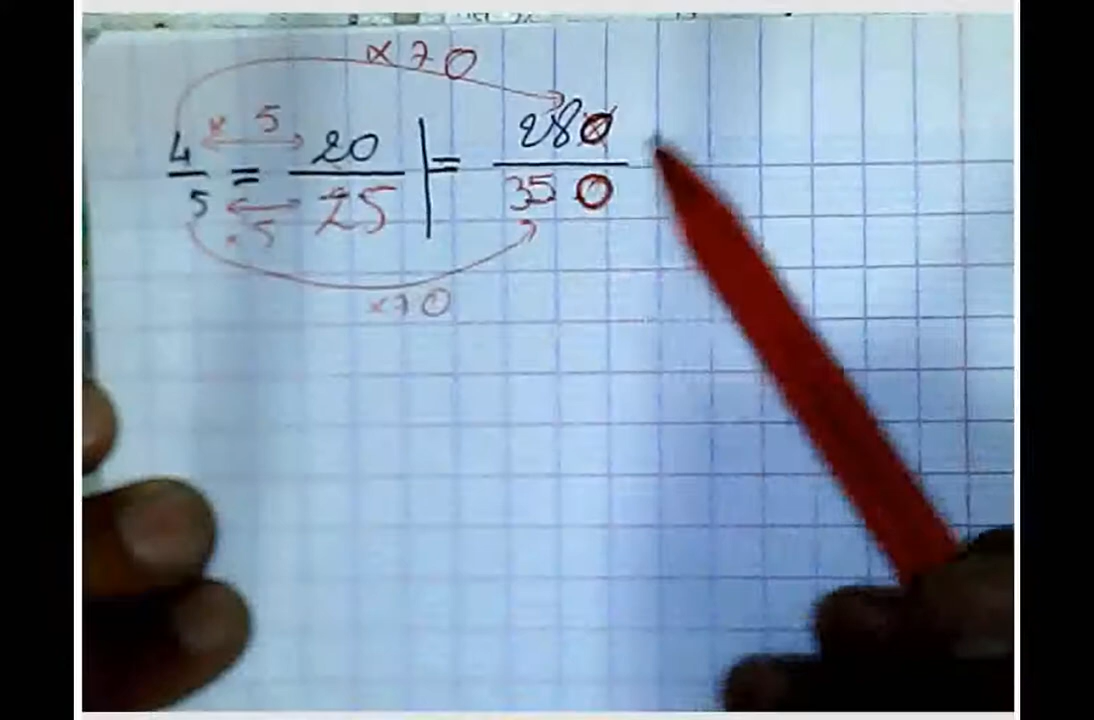 ×70
× 5
4/5 = 20/25 | = 280/350
×5
×70